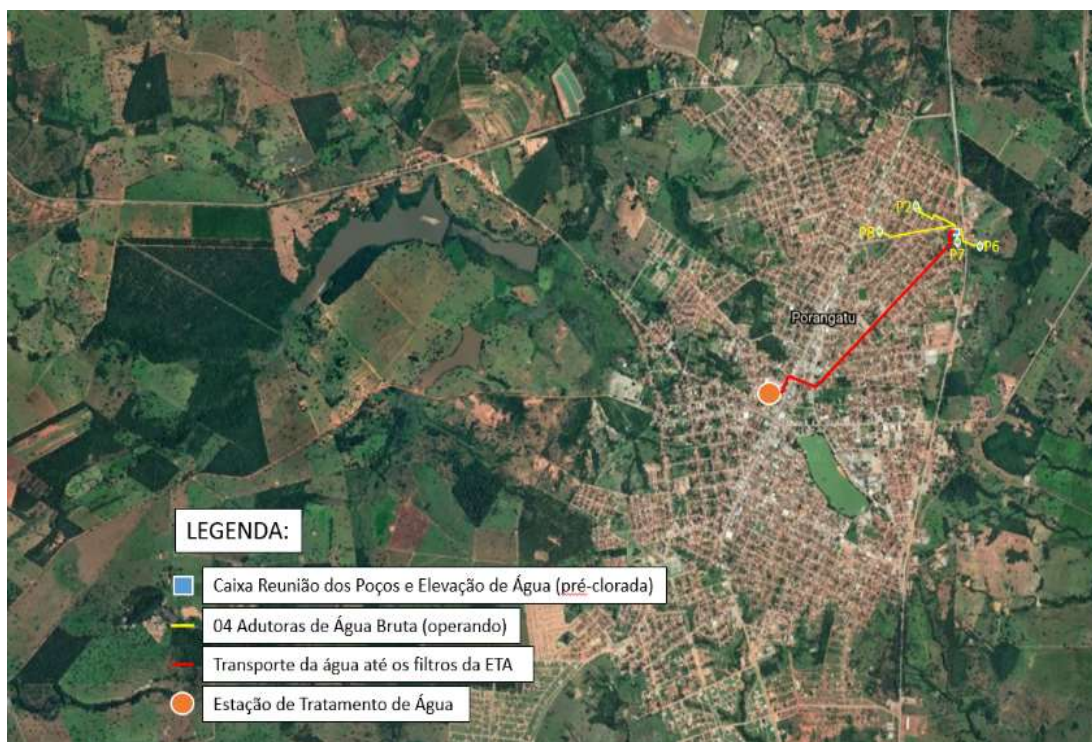 P2
P8
P6
P7
Porangatu
LEGENDA:
Caixa Reunião dos Poços e Elevação de Água (pré-clorada)
04 Adutoras de Água Bruta (operando)
Transporte da água até os filtros da ETA
Estação de Tratamento de Água